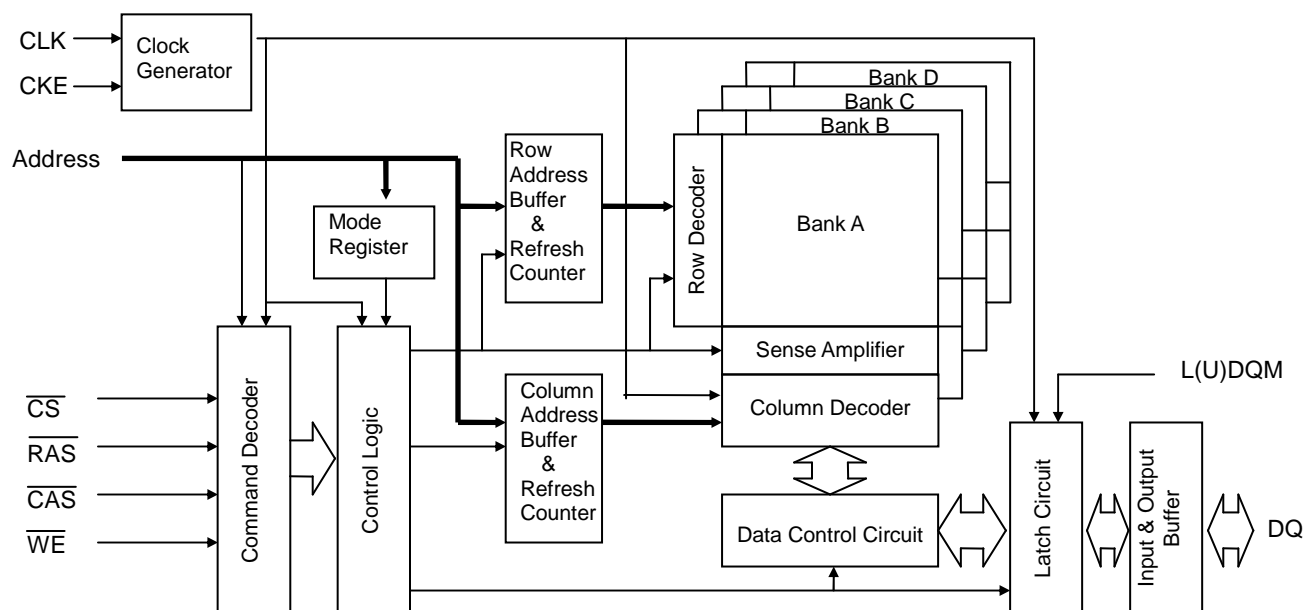 CLK
CKE
Clock
Generator
Bank D
Bank C
Bank B
Bank A
Address
Row
Address
Buffer
&
Refresh
Counter
Mode
Register
Row Decoder
Sense Amplifier
Column Decoder
L(U)DQM
CS
RAS
CAS
WE
Command Decoder
Control Logic
Column
Address
Buffer
&
Refresh
Counter
Data Control Circuit
Latch Circuit
Input & Output
Buffer
DQ